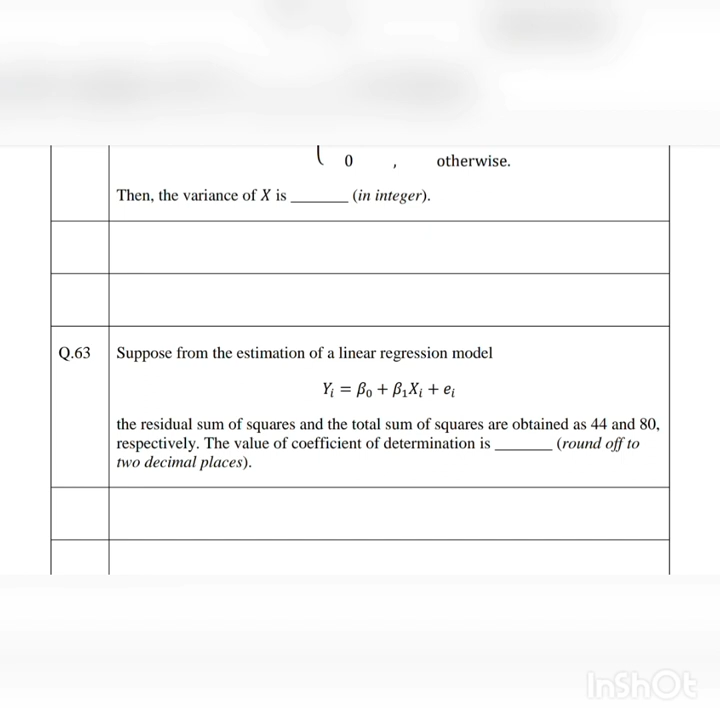 0 , otherwise.
Then, the variance of X is ______ (in integer).
Q.63 Suppose from the estimation of a linear regression model
Yᵢ = β₀ + β₁Xᵢ + eᵢ
the residual sum of squares and the total sum of squares are obtained as 44 and 80,
respectively. The value of coefficient of determination is ______ (round off to
two decimal places).
InShOt